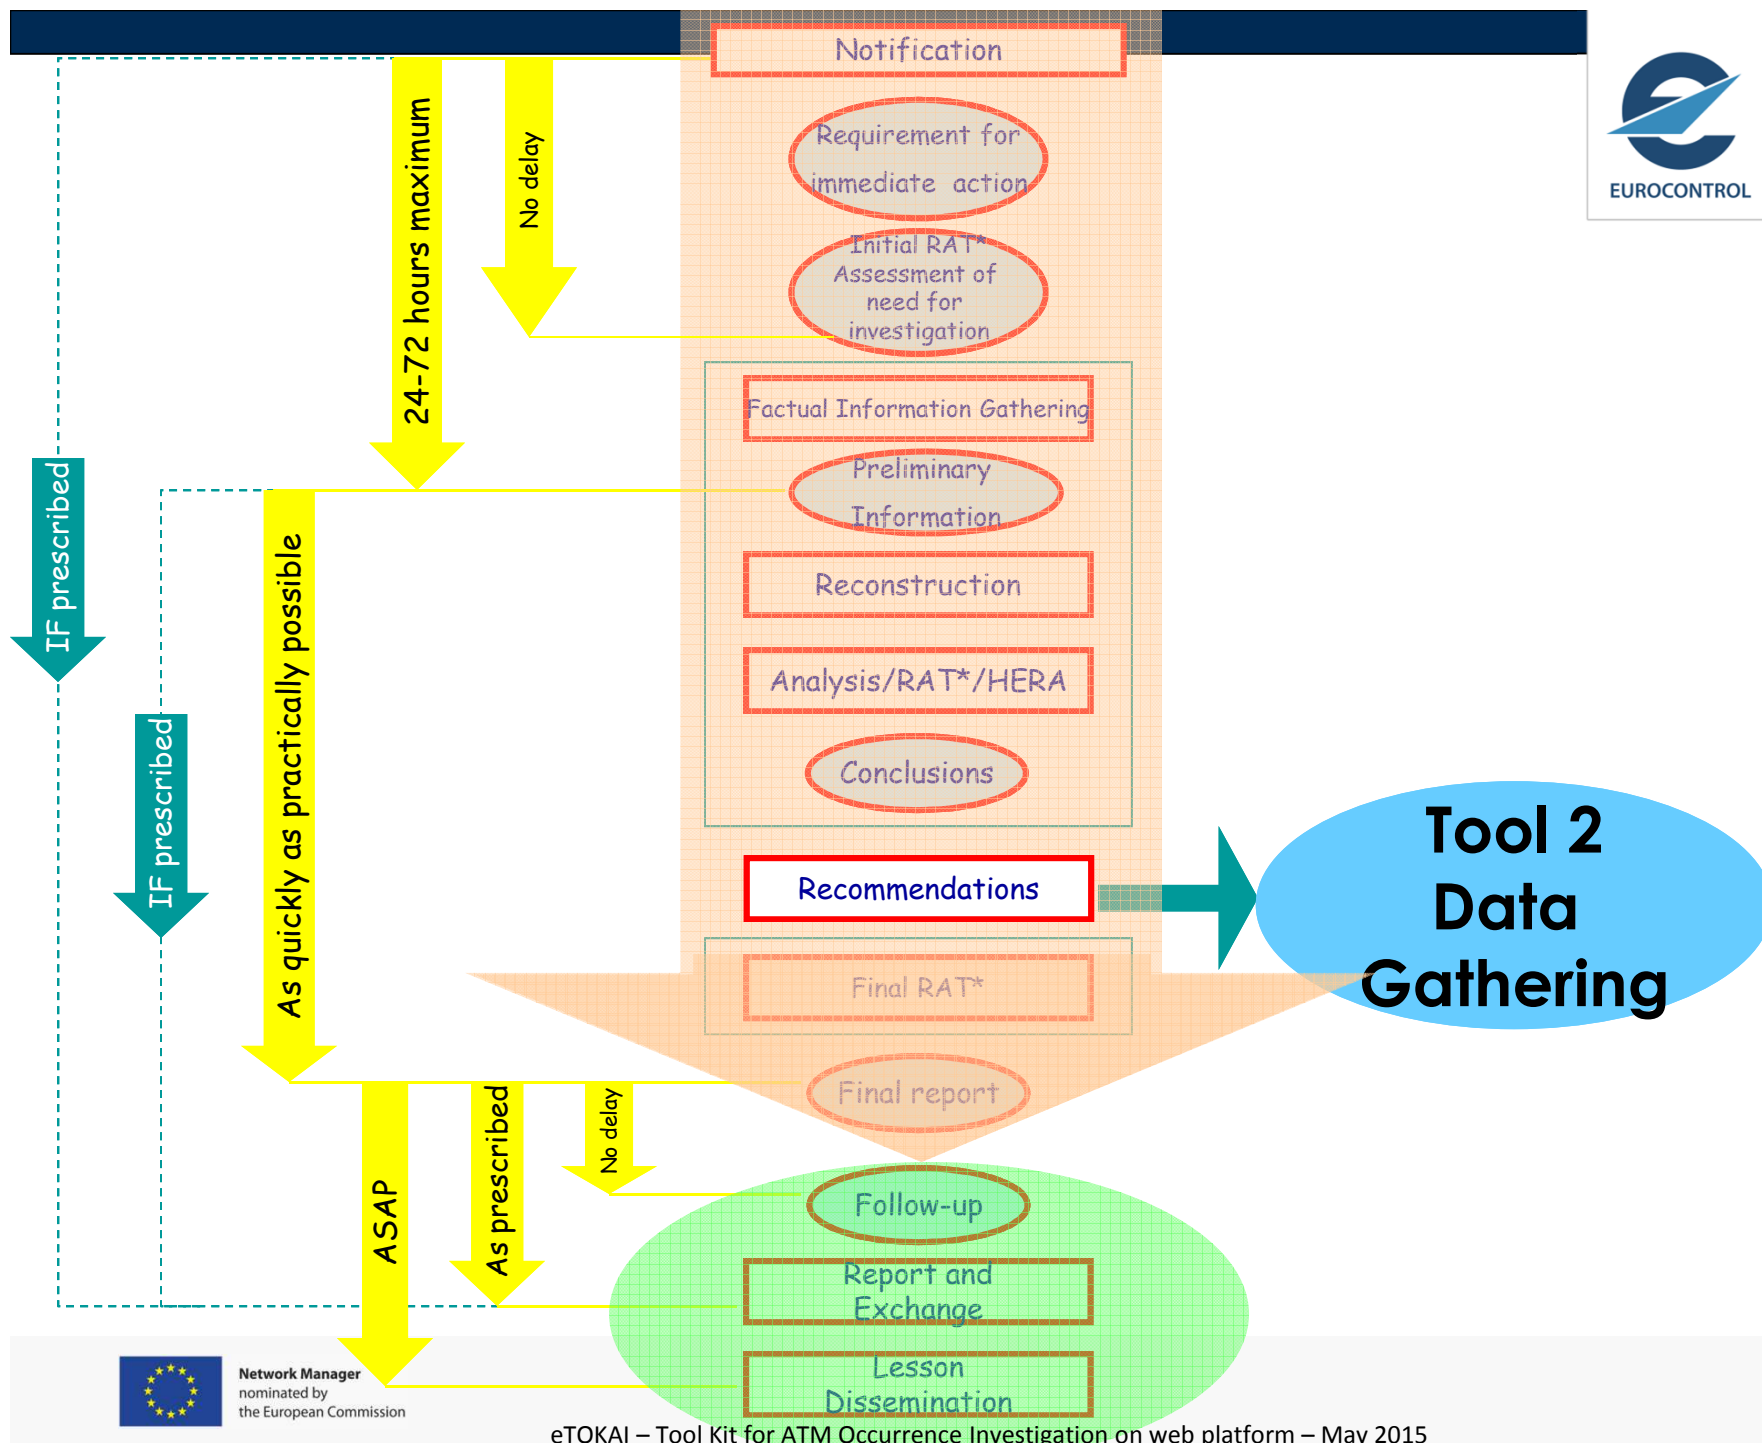 Notification
EUROCONTROL
24-72 hours maximum
No delay
Requirement for
immediate action
Initial RAT*
Assessment of
need for
investigation
Factual Information Gathering
Preliminary
Information
IF prescribed
As quickly as practically possible
Reconstruction
Analysis/RAT*/HERA
IF prescribed
Conclusions
Recommendations
Tool 2
Data
Gathering
Final RAT*
Final report
ASAP
As prescribed
No delay
Follow-up
Report and
Exchange
Lesson
Dissemination
Network Manager
nominated by
the European Commission
eTOKAI – Tool Kit for ATM Occurrence Investigation on web platform – May 2015